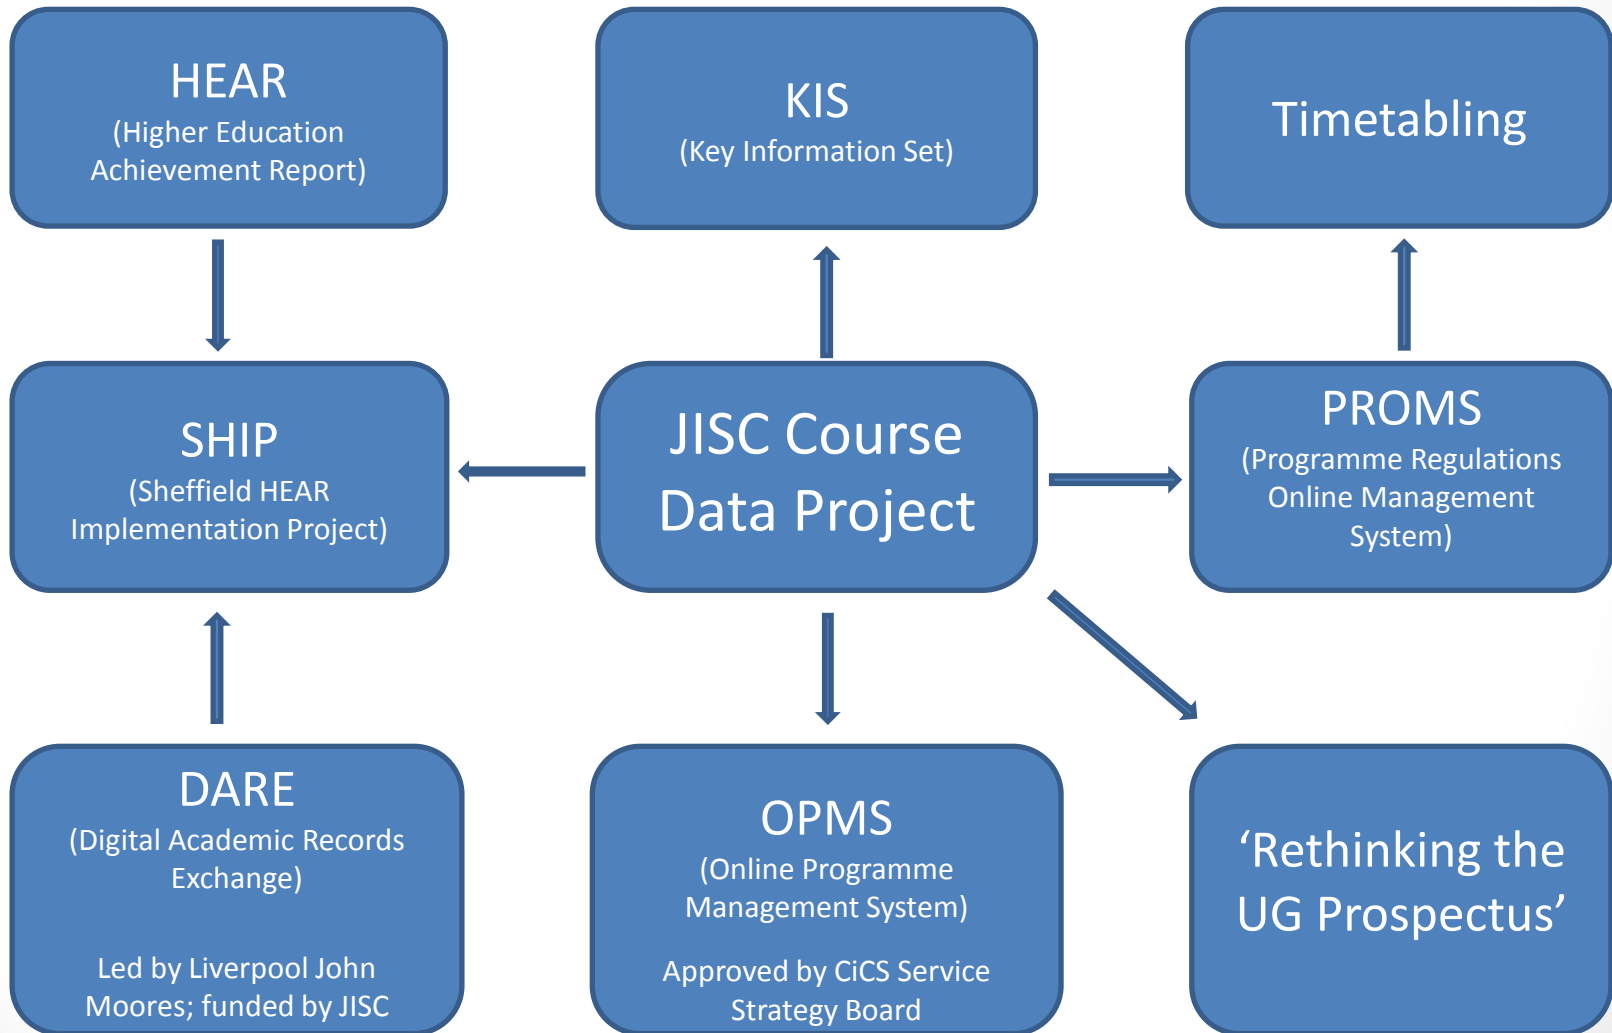 HEAR
(Higher Education
Achievement Report)
KIS
(Key Information Set)
Timetabling
SHIP
(Sheffield HEAR
Implementation Project)
JISC Course
Data Project
PROMS
(Programme Regulations
Online Management
System)
DARE
(Digital Academic Records
Exchange)
Led by Liverpool John
Moores; funded by JISC
OPMS
(Online Programme
Management System)
Approved by CiCS Service
Strategy Board
‘Rethinking the
UG Prospectus’